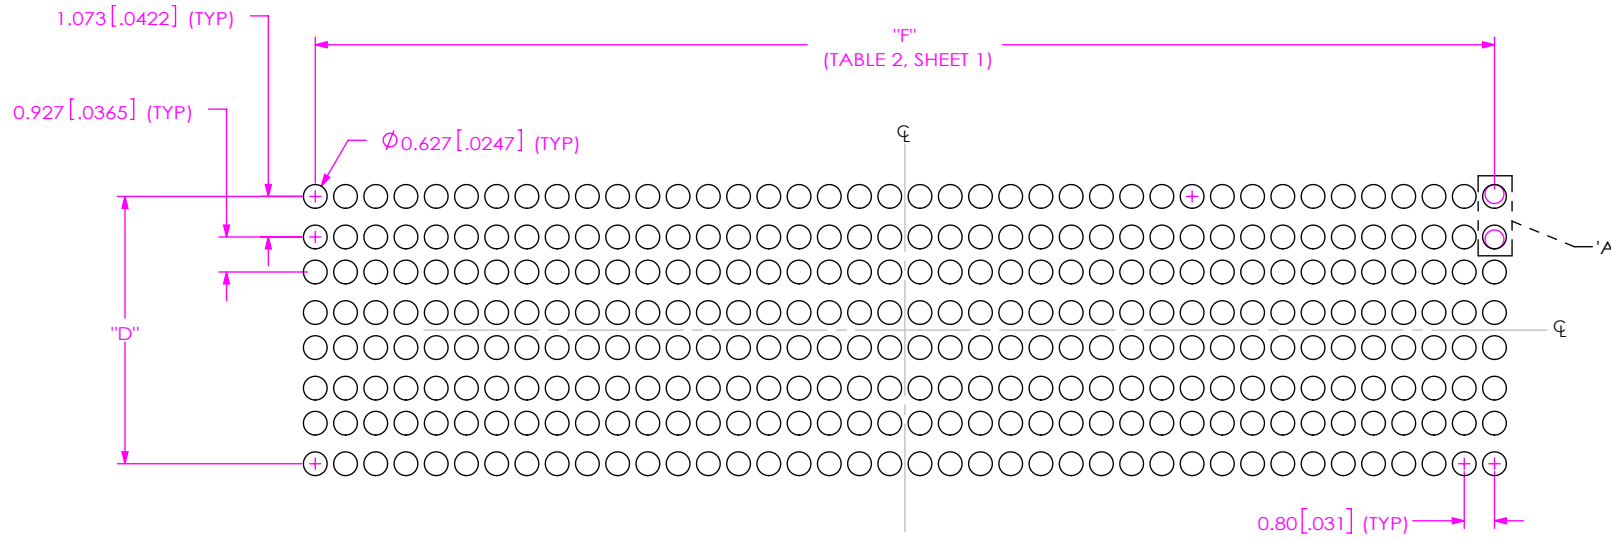 1.073 [.0422] (TYP)
"F"
(TABLE 2, SHEET 1)
0.927 [.0365] (TYP)
Ø 0.627 [.0247] (TYP)
℄
'A
"D"
℄
0.80 [.031] (TYP)